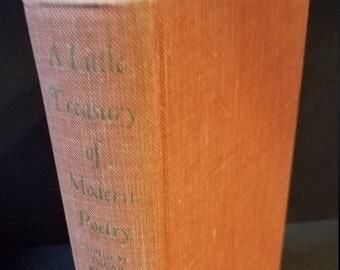 A Little
Treasury
of
Modern
Poetry